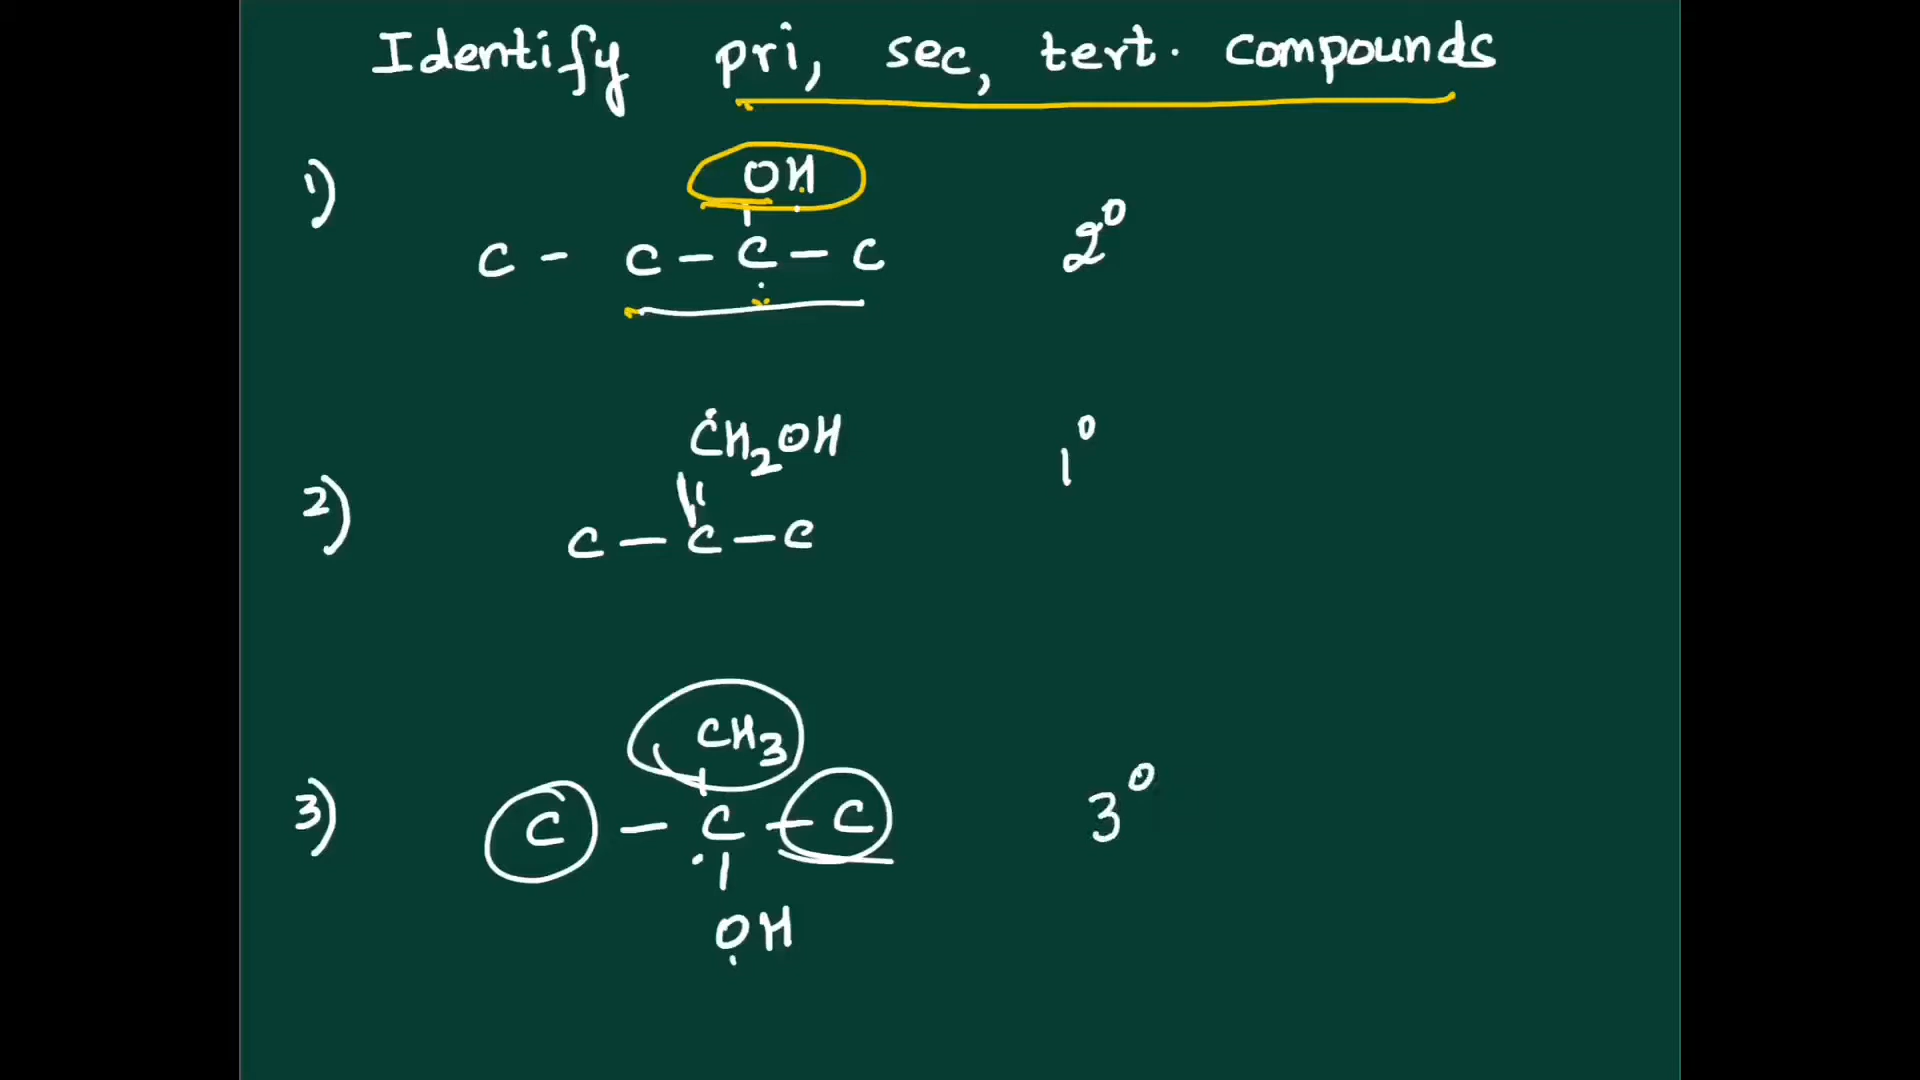 Identify pri, sec, tert. compounds
1)
OH
C - C - C - C
2°
CH₂OH
1°
2)
C - C - C
CH₃
3)
C - C - C
3°
OH